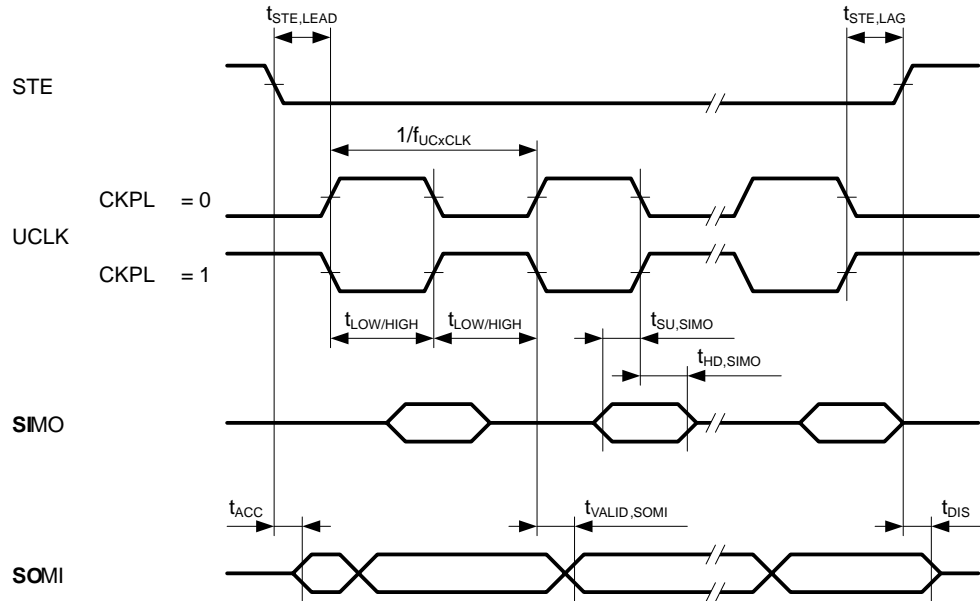 tSTE,LEAD
tSTE,LAG
STE
1/fUCxCLK
CKPL = 0
UCLK
CKPL = 1
tLOW/HIGH tLOW/HIGH
tSU,SIMO
tHD,SIMO
SIMO
tACC
tVALID,SOMI
tDIS
SOMI